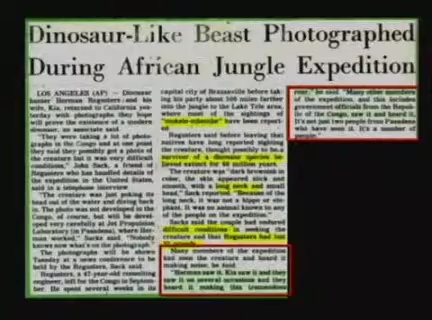 Dinosaur-Like Beast Photographed
During African Jungle Expedition
LOS ANGELES (AP) — Dinosaur
hunter Herman Regusters and his
wife, Kia, returned to California yes-
terday with photographs they hope
will prove the existence of a modern
dinosaur, an associate said.
"They were taking a lot of photo-
graphs in the Congo and at one point
they said they possibly got a photo of
the creature but it was very difficult
conditions," John Sack, a friend of
Regusters who has handled details of
the expedition in the United States,
said in a telephone interview.
"The creature was just poking its
head out of the water and diving back
in. The photo was not developed in the
Congo, of course, but will be devel-
oped very carefully at Jet Propulsion
Laboratory (in Pasadena), where Her-
man worked," Sacks said. "Nobody
knows now what's on the photograph."
The photographs will be shown
Tuesday at a news conference to be
held by the Regusters, Sack said.
Regusters, a 47-year-old consulting
engineer, left for the Congo in Septem-
ber. He spent several weeks in its
capital city of Brazzaville before tak-
ing his party about 500 miles farther
into the jungle to the Lake Tele area,
where most of the sightings of
"mokele-mbembe" have been report-
ed.
Regusters said before leaving that
natives have long reported sighting
the creature, thought possibly to be a
survivor of a dinosaur species be-
lieved extinct for 60 million years.
The creature was "dark brownish in
color, the skin appeared slick and
smooth, with a long neck and small
head," Sack reported. "Because of the
long neck, it was not a hippo or ele-
phant. It was no animal known to any
of the people on the expedition."
Sacks said the couple had endured
difficult conditions in seeking the
creature and that Regusters had lost
Many members of the expedition
had seen the creature and heard it
making noise, he said.
"Herman saw it, Kia saw it and they
saw it on several occasions and they
heard it making this tremendous
roar," he said. "Many other members
of the expedition, and this includes
government officials from the Repub-
lic of the Congo, saw it and heard it.
It's not just two people from Pasadena
who have seen it. It's a number of
people."